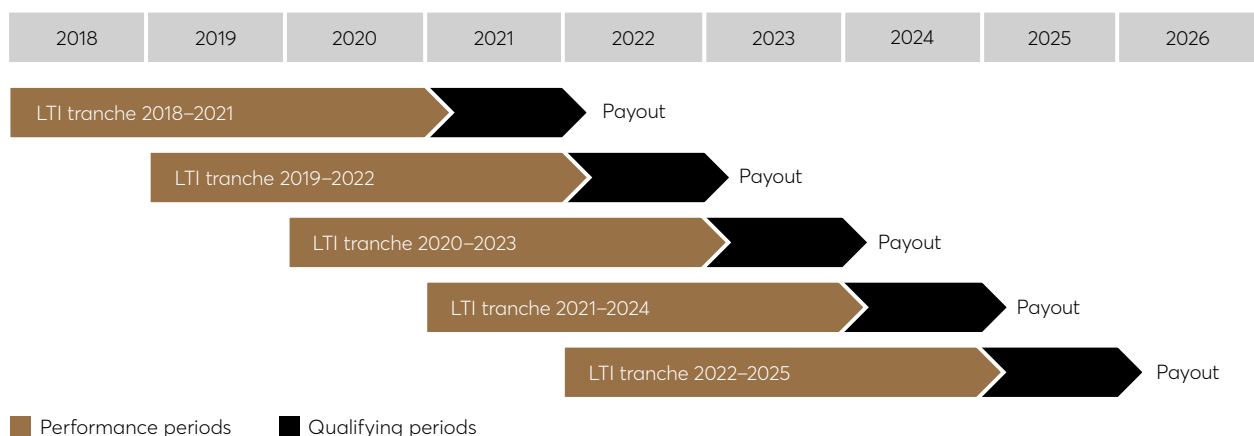 2018 2019 2020 2021 2022 2023 2024 2025 2026
LTI tranche 2018–2021 Payout
LTI tranche 2019–2022 Payout
LTI tranche 2020–2023 Payout
LTI tranche 2021–2024 Payout
LTI tranche 2022–2025 Payout
Performance periods Qualifying periods